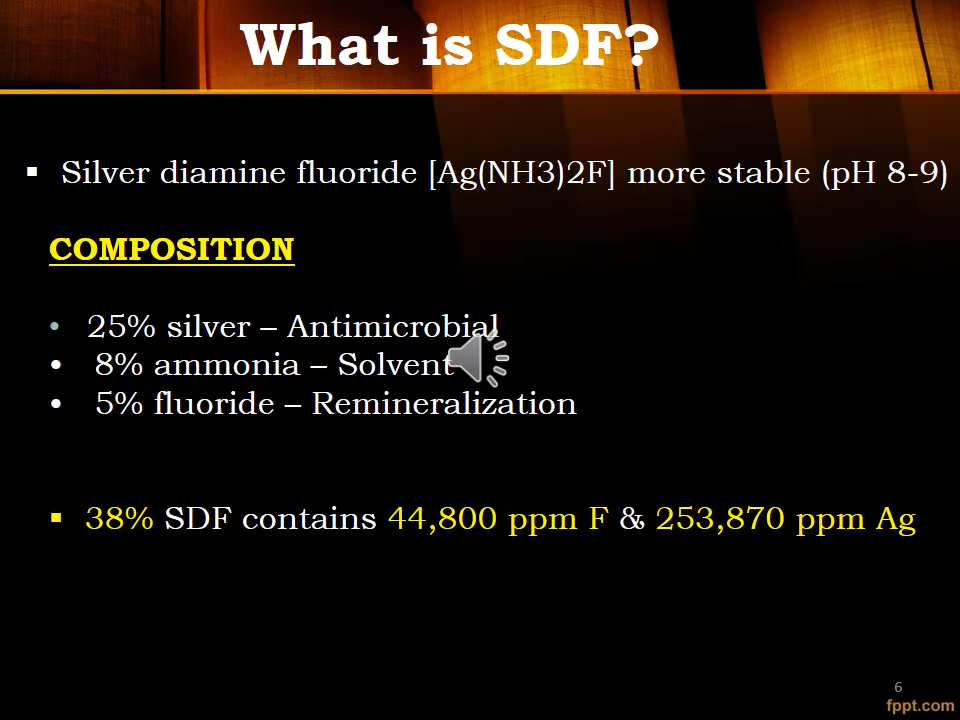 What is SDF?
▪ Silver diamine fluoride [Ag(NH3)2F] more stable (pH 8-9)
COMPOSITION
• 25% silver – Antimicrobial
• 8% ammonia – Solvent
• 5% fluoride – Remineralization
▪ 38% SDF contains 44,800 ppm F & 253,870 ppm Ag
6
fppt.com